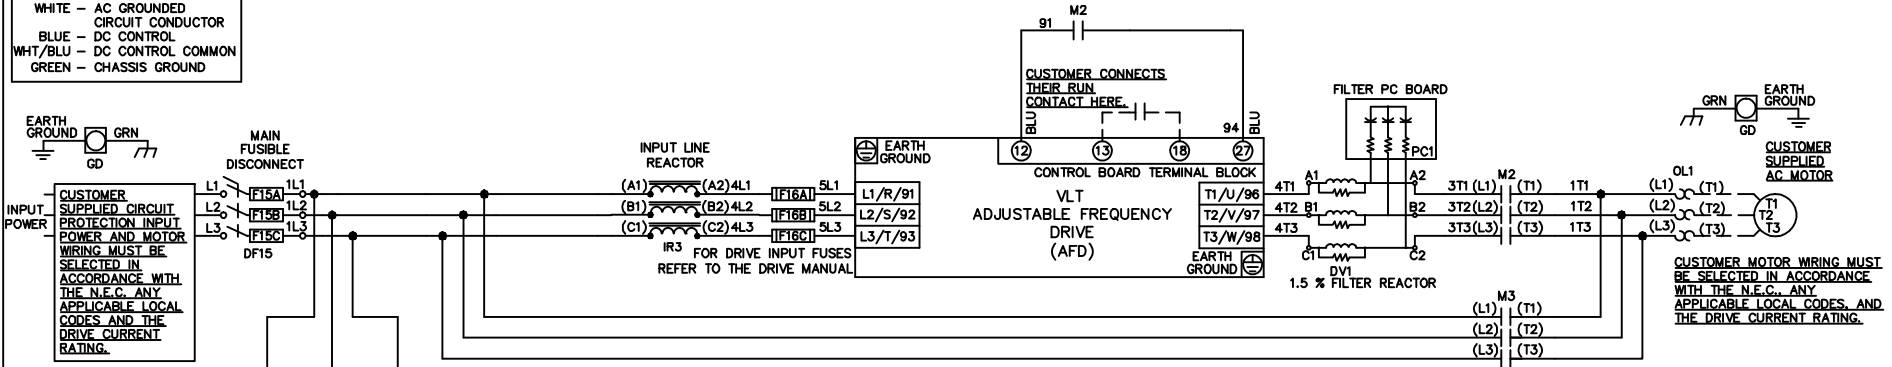 WHITE – AC GROUNDED
CIRCUIT CONDUCTOR
BLUE – DC CONTROL
WHT/BLU – DC CONTROL COMMON
GREEN – CHASSIS GROUND
EARTH
GROUND
GRN
GD
MAIN
FUSIBLE
DISCONNECT
INPUT
POWER
CUSTOMER
SUPPLIED CIRCUIT
PROTECTION INPUT
POWER AND MOTOR
WIRING MUST BE
SELECTED IN
ACCORDANCE WITH
THE N.E.C. ANY
APPLICABLE LOCAL
CODES AND THE
DRIVE CURRENT
RATING.
L1 F15A 1L1
L2 F15B 1L2
L3 F15C 1L3
DF15
INPUT LINE
REACTOR
(A1) (A2) 4L1 F16A 5L1
(B1) (B2) 4L2 F16B 5L2
(C1) (C2) 4L3 F16C 5L3
IR3
FOR DRIVE INPUT FUSES
REFER TO THE DRIVE MANUAL
M2
91
CUSTOMER CONNECTS
THEIR RUN
CONTACT HERE.
BLU
94
BLU
12 13 18 27
CONTROL BOARD TERMINAL BLOCK
EARTH
GROUND
L1/R/91
L2/S/92
L3/T/93
VLT
ADJUSTABLE FREQUENCY
DRIVE
(AFD)
T1/U/96
T2/V/97
T3/W/98
EARTH
GROUND
FILTER PC BOARD
PC1
4T1 A1 A2
4T2 B1 B2
4T3 C1 C2
DV1
1.5 % FILTER REACTOR
M2
3T1 (L1) (T1) 1T1
3T2 (L2) (T2) 1T2
3T3 (L3) (T3) 1T3
M3
(L1) (T1)
(L2) (T2)
(L3) (T3)
OL1
(L1) (T1)
(L2) (T2)
(L3) (T3)
T1
T2
T3
GRN
GD
EARTH
GROUND
CUSTOMER
SUPPLIED
AC MOTOR
CUSTOMER MOTOR WIRING MUST
BE SELECTED IN ACCORDANCE
WITH THE N.E.C., ANY
APPLICABLE LOCAL CODES, AND
THE DRIVE CURRENT RATING.